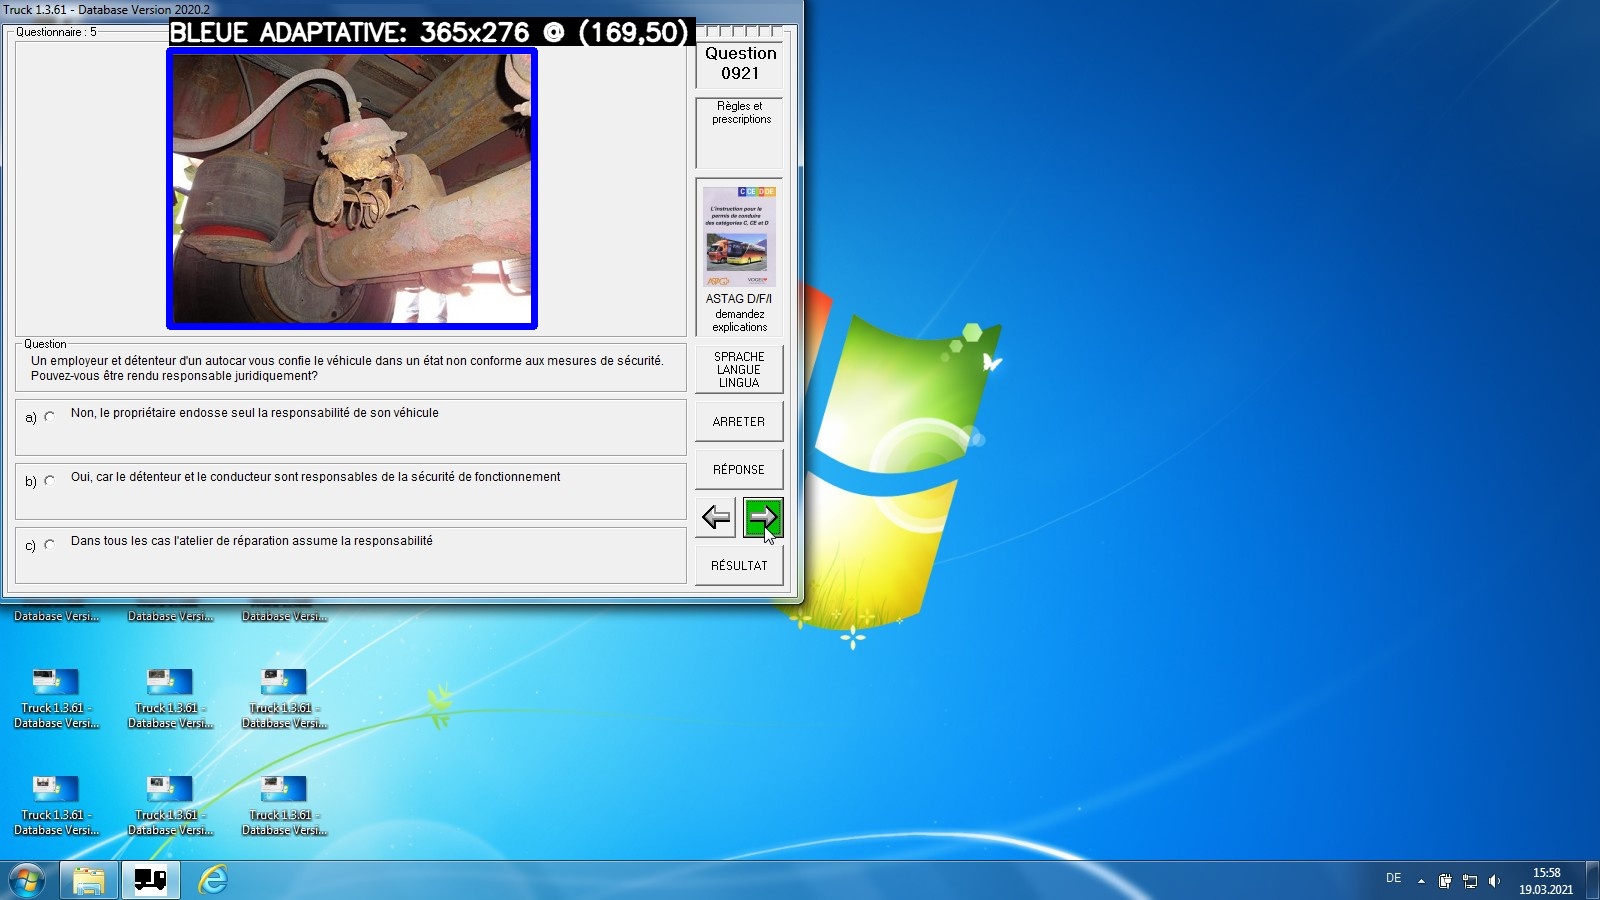 Truck 1.3.61 - Database Version 2020.2
Questionnaire : 5
BLEUE ADAPTATIVE: 365x276 @ (169,50)
Question
0921
Règles et
prescriptions
C CE D DE
L'instruction pour le
permis de conduire
des catégories C, CE et D
ASTAG D/F/I
demandez
explications
Question
Un employeur et détenteur d'un autocar vous confie le véhicule dans un état non conforme aux mesures de sécurité.
Pouvez-vous être rendu responsable juridiquement?
SPRACHE
LANGUE
LINGUA
a) Non, le propriétaire endosse seul la responsabilité de son véhicule
ARRETER
b) Oui, car le détenteur et le conducteur sont responsables de la sécurité de fonctionnement
RÉPONSE
c) Dans tous les cas l'atelier de réparation assume la responsabilité
RÉSULTAT
Database Versi... Database Versi... Database Versi...
Truck 1.3.61 - Truck 1.3.61 - Truck 1.3.61 -
Database Versi... Database Versi... Database Versi...
Truck 1.3.61 - Truck 1.3.61 - Truck 1.3.61 -
Database Versi... Database Versi... Database Versi...
DE
15:58
19.03.2021